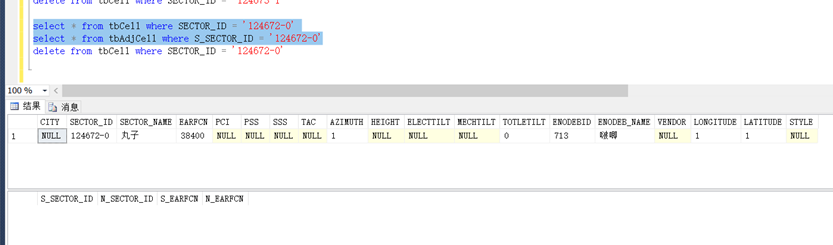 delete from tbCell where SECTOR_ID = '124673-1'
select * from tbCell where SECTOR_ID = '124672-0'
select * from tbAdjCell where S_SECTOR_ID = '124672-0'
delete from tbCell where SECTOR_ID = '124672-0'
100 %
结果 消息
CITY SECTOR_ID SECTOR_NAME EARFCN PCI PSS SSS TAC AZIMUTH HEIGHT ELECTTILT MECHTILT TOTLETILT ENODEBID ENODEB_NAME VENDOR LONGITUDE LATITUDE STYLE
1 NULL 124672-0 丸子 38400 NULL NULL NULL NULL 1 NULL NULL NULL 0 713 啵唧 NULL 1 1 NULL
S_SECTOR_ID N_SECTOR_ID S_EARFCN N_EARFCN